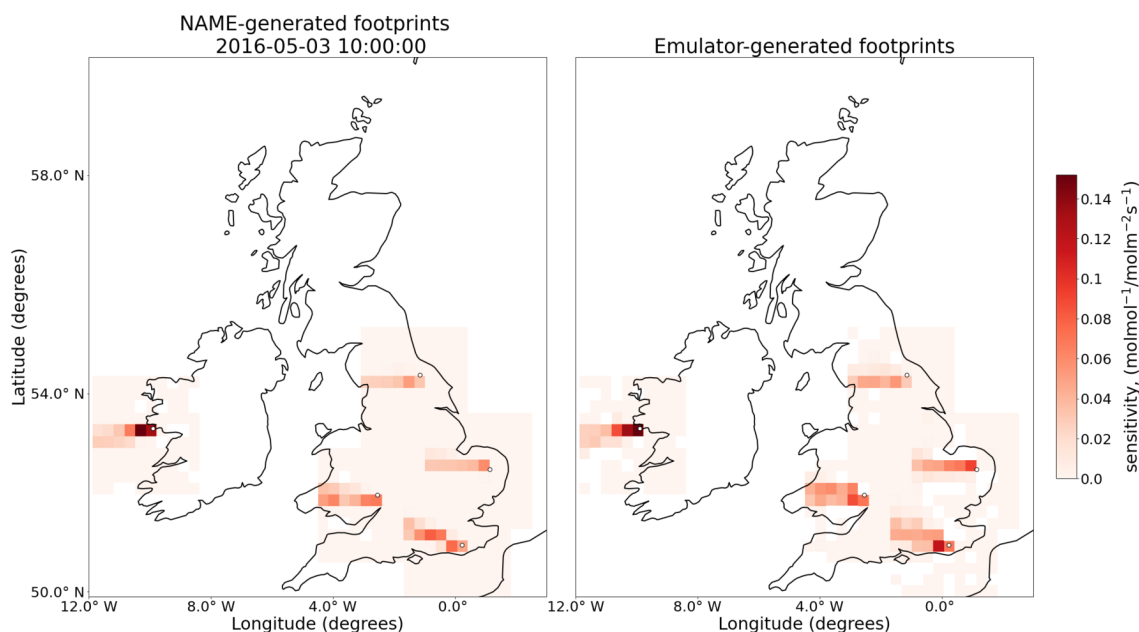 NAME-generated footprints
2016-05-03 10:00:00
Emulator-generated footprints
58.0° N
54.0° N
50.0° N
Latitude (degrees)
12.0° W 8.0° W 4.0° W 0.0°
Longitude (degrees)
12.0° W 8.0° W 4.0° W 0.0°
Longitude (degrees)
0.14
0.12
0.1
0.08
0.06
0.04
0.02
0.0
sensitivity, (molmol⁻¹/molm⁻²s⁻¹)